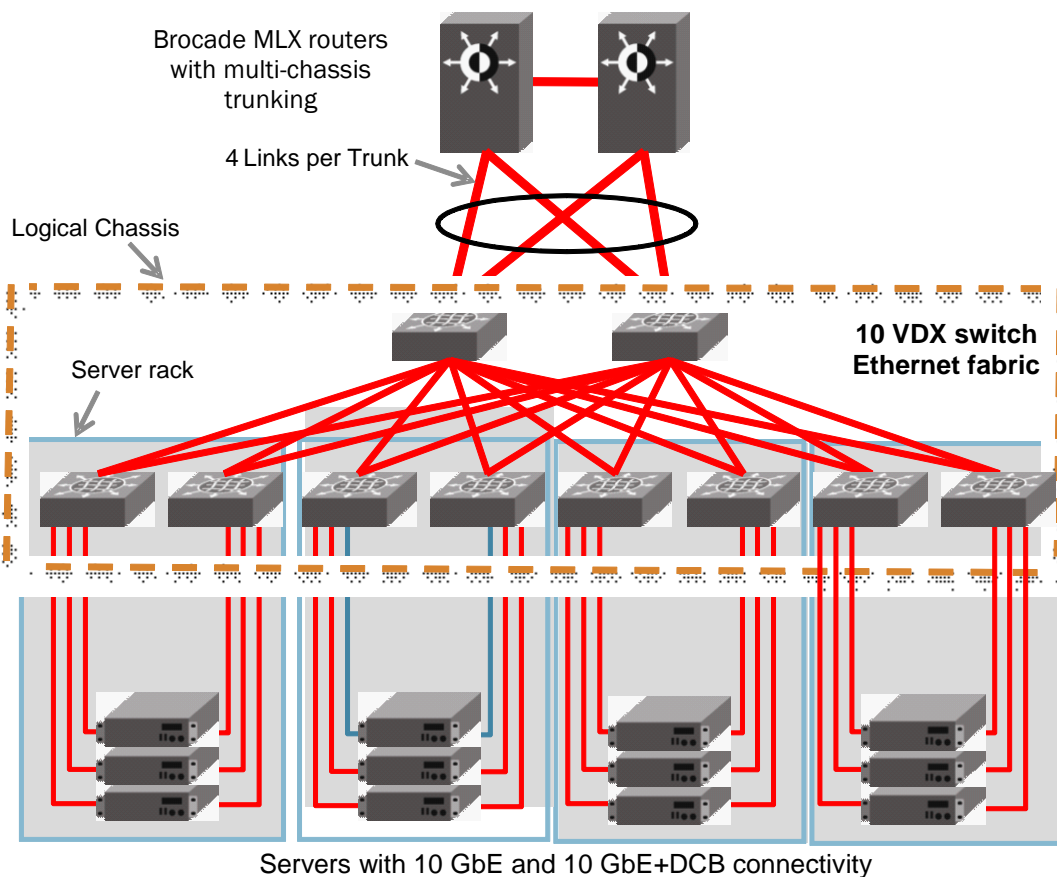 Brocade MLX routers
with multi-chassis
trunking
4 Links per Trunk
Logical Chassis
10 VDX switch
Ethernet fabric
Server rack
Servers with 10 GbE and 10 GbE+DCB connectivity